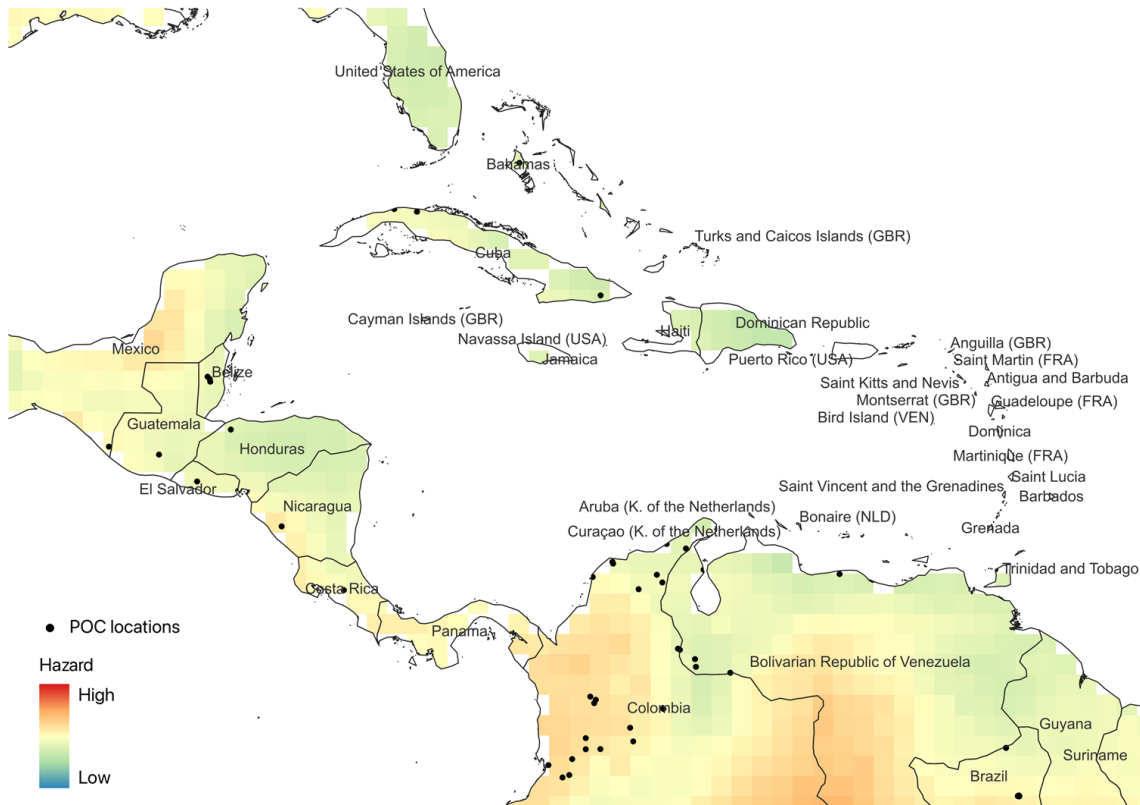 United States of America
Bahamas
Turks and Caicos Islands (GBR)
Cuba
Cayman Islands (GBR)
Navassa Island (USA)
Haiti
Dominican Republic
Jamaica
Puerto Rico (USA)
Anguilla (GBR)
Saint Martin (FRA)
Saint Kitts and Nevis
Antigua and Barbuda
Montserrat (GBR)
Guadeloupe (FRA)
Bird Island (VEN)
Dominica
Martinique (FRA)
Saint Lucia
Saint Vincent and the Grenadines
Barbados
Grenada
Mexico
Belize
Guatemala
Honduras
El Salvador
Nicaragua
Aruba (K. of the Netherlands)
Bonaire (NLD)
Curaçao (K. of the Netherlands)
Trinidad and Tobago
Costa Rica
Panama
Bolivarian Republic of Venezuela
Colombia
Guyana
Suriname
Brazil
POC locations
Hazard
High
Low